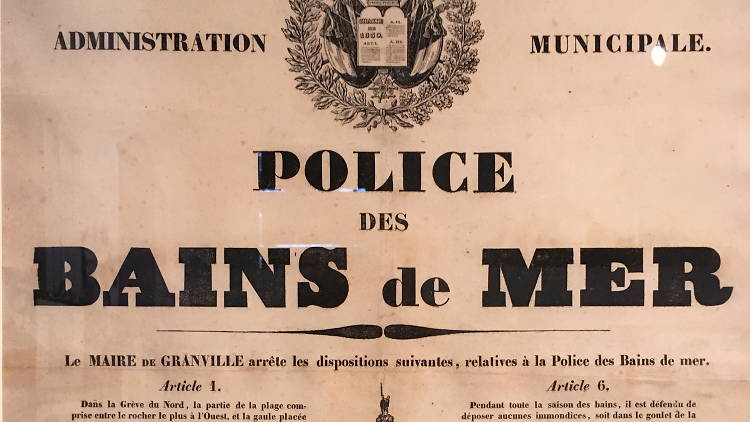 ADMINISTRATION MUNICIPALE.
DE
1830.
POLICE
DES
BAINS de MER
Le MAIRE DE GRANVILLE arrête les dispositions suivantes, relatives à la Police des Bains de mer.
Article 1.
Dans la Grève du Nord, la partie de la plage com-
prise entre le rocher le plus à l'Ouest, et la gaule placée
Article 6.
Pendant toute la saison des bains, il est défendu de
déposer aucunes immondices, soit dans le goulet de la